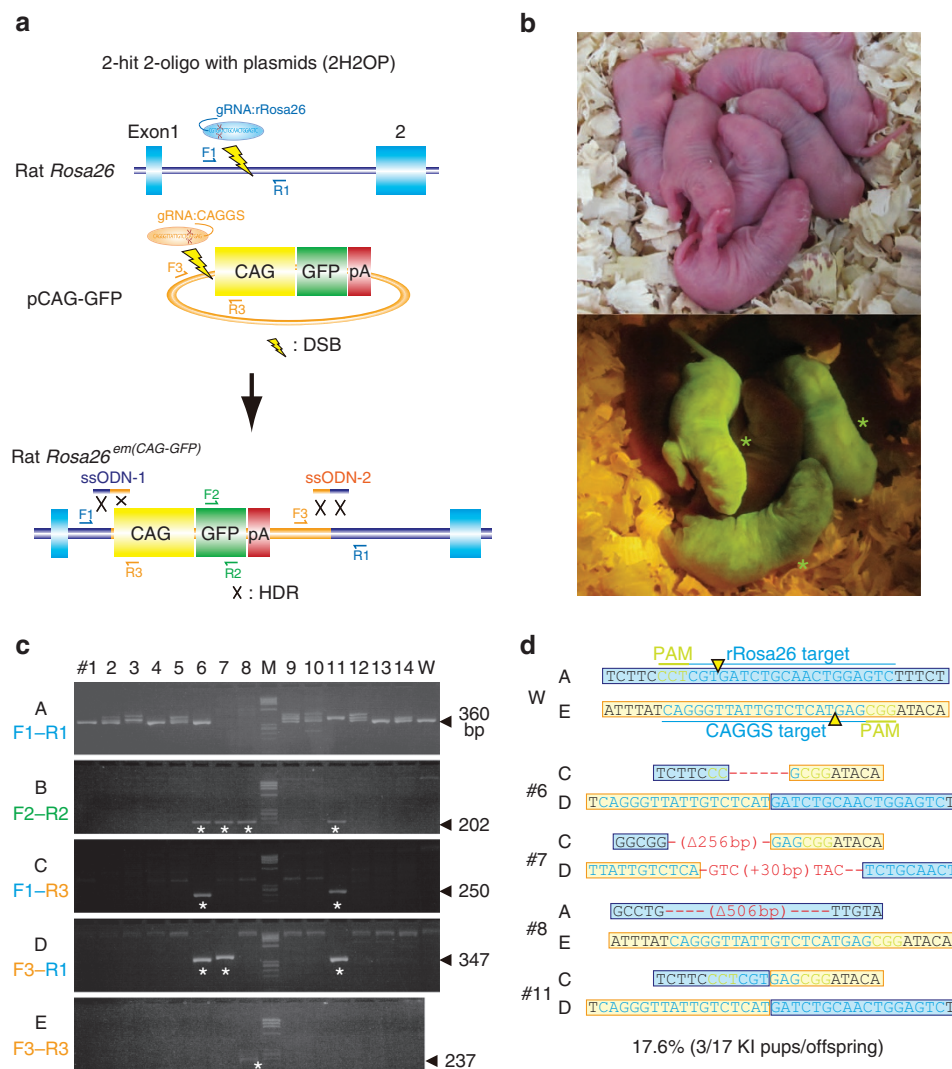 a
2-hit 2-oligo with plasmids (2H2OP)
gRNA:rRosa26
Exon1
2
F1
Rat Rosa26
R1
gRNA:CAGGS
F3
CAG
GFP
pA
pCAG-GFP
R3
: DSB
Rat Rosa26em(CAG-GFP)
ssODN-1
ssODN-2
F1
F2
F3
CAG
GFP
pA
R3
R2
R1
X : HDR
b
*
*
*
c
#1 2 3 4 5 6 7 8 M 9 10 11 13 14 W
A
F1–R1
360
bp
B
F2–R2
202
* * * *
C
F1–R3
250
* *
D
F3–R1
347
* * *
E
F3–R3
237
*
d
PAM rRosa26 target
A TCTTCCCTCGTGATCTGCAACTGGAGTCTTTCT
W
E ATTTATCAGGGTTATTGTCTCATGAGCGGATACA
CAGGS target PAM
#6
C TCTTCCC------GCGGATACA
D TCAGGGTTATTGTCTCATGATCTGCAACTGGAGTCT
#7
C GGCGG-(Δ256bp)-GAGCGGATACA
D TTATTGTCTCA-GTC(+30bp)TAC--TCTGCAACT
#8
A GCCTG----(Δ506bp)----TTGTA
E ATTTATCAGGGTTATTGTCTCATGAGCGGATACA
#11
C TCTTCCCTCGTGAGCGGATACA
D TCAGGGTTATTGTCTCATGATCTGCAACTGGAGTCT
17.6% (3/17 KI pups/offspring)